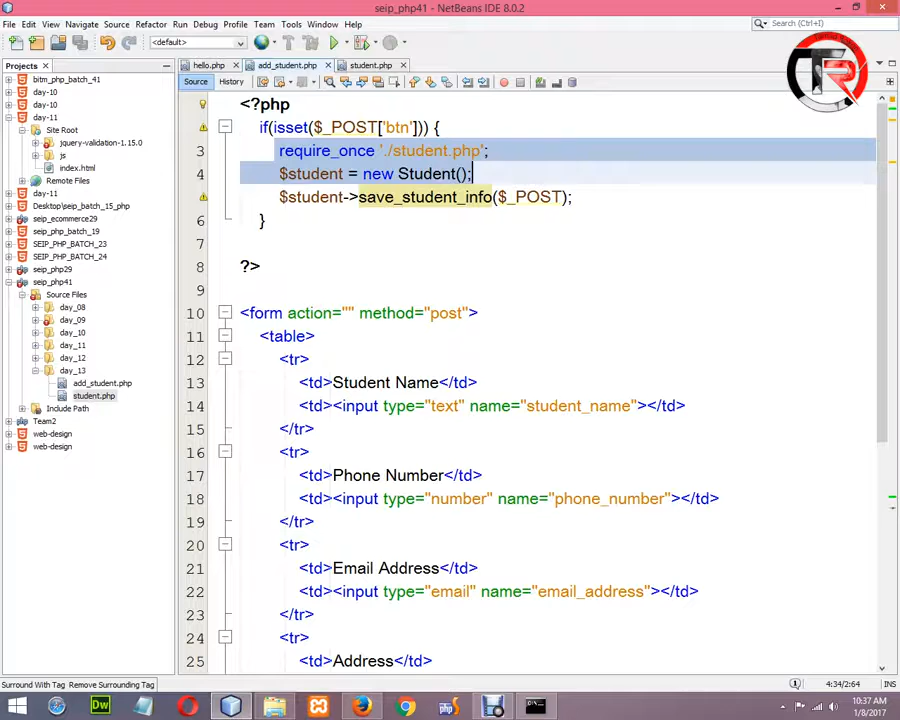 seip_php41 - NetBeans IDE 8.0.2
File Edit View Navigate Source Refactor Run Debug Profile Team Tools Window Help
Search (Ctrl+I)
<default>
Projects
hello.php
add_student.php
student.php
Source
History
bitm_php_batch_41
day-10
day-10
day-11
Site Root
jquery-validation-1.15.0
js
index.html
Remote Files
day-11
Desktop\seip_batch_15_php
seip_ecommerce29
seip_php_batch_19
SEIP_PHP_BATCH_23
SEIP_PHP_BATCH_24
seip_php29
seip_php41
Source Files
day_08
day_09
day_10
day_11
day_12
day_13
add_student.php
student.php
Include Path
Team2
web-design
web-design
<?php
if(isset($_POST['btn'])) {
3 require_once './student.php';
4 $student = new Student();
$student->save_student_info($_POST);
6 }
7
8 ?>
9
10 <form action="" method="post">
11 <table>
12 <tr>
13 <td>Student Name</td>
14 <td><input type="text" name="student_name"></td>
15 </tr>
16 <tr>
17 <td>Phone Number</td>
18 <td><input type="number" name="phone_number"></td>
19 </tr>
20 <tr>
21 <td>Email Address</td>
22 <td><input type="email" name="email_address"></td>
23 </tr>
24 <tr>
25 <td>Address</td>
Surround With Tag Remove Surrounding Tag
4:34/2:64
INS
10:37 AM
1/8/2017